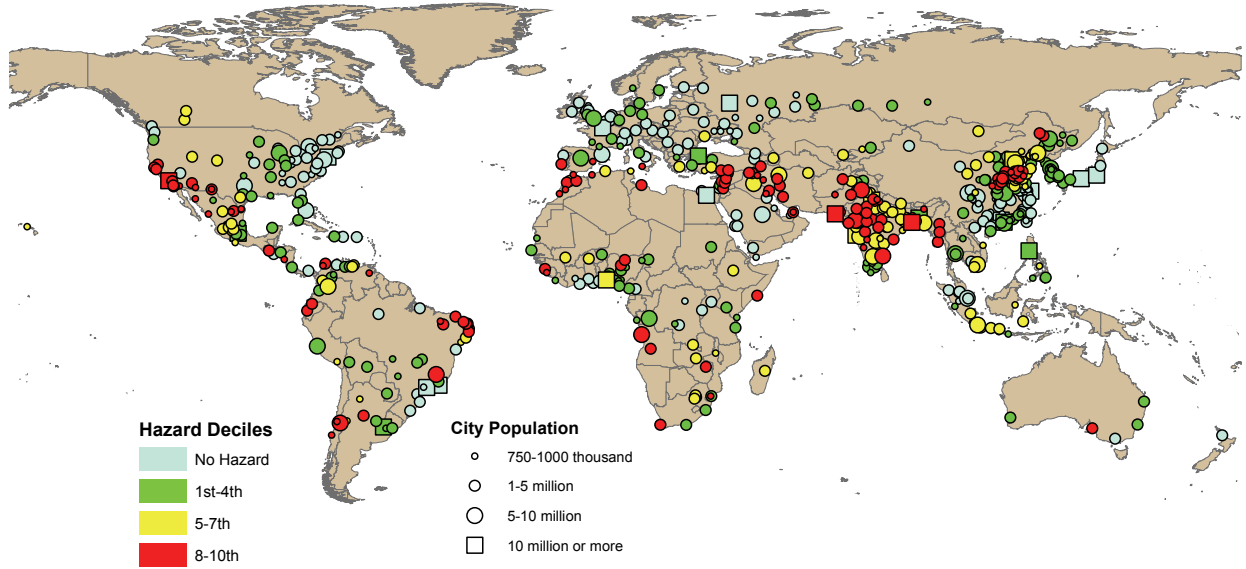 Hazard Deciles
No Hazard
1st-4th
5-7th
8-10th
City Population
750-1000 thousand
1-5 million
5-10 million
10 million or more